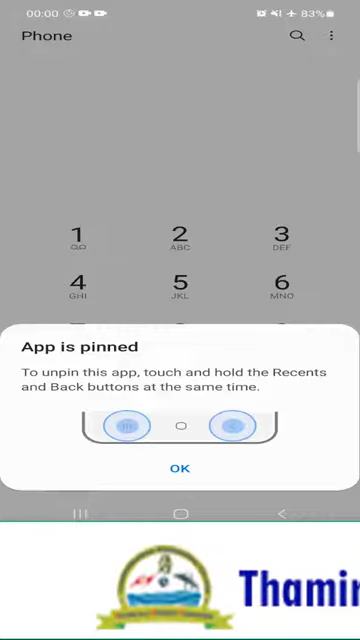 00:00 83%
Phone
1 2 3
ABC DEF
4 5 6
GHI JKL MNO
App is pinned
To unpin this app, touch and hold the Recents
and Back buttons at the same time.
OK
Thamir